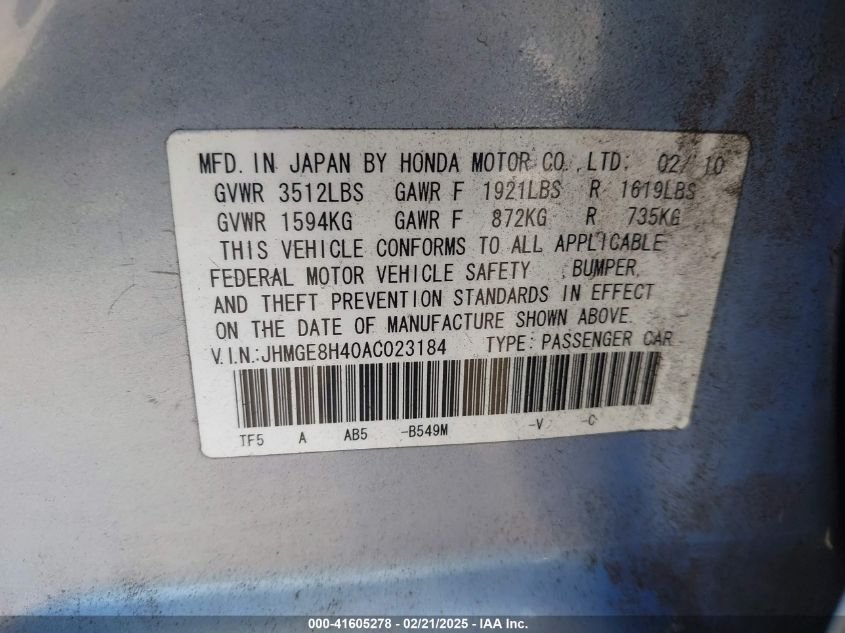 MFD. IN JAPAN BY HONDA MOTOR CO., LTD. 02/10
GVWR 3512LBS GAWR F 1921LBS R 1619LBS
GVWR 1594KG GAWR F 872KG R 735KG
THIS VEHICLE CONFORMS TO ALL APPLICABLE
FEDERAL MOTOR VEHICLE SAFETY , BUMPER,
AND THEFT PREVENTION STANDARDS IN EFFECT
ON THE DATE OF MANUFACTURE SHOWN ABOVE.
V.I.N.:JHMGE8H40AC023184 TYPE: PASSENGER CAR
TF5 A AB5 -B549M -V -C
000-41605278 - 02/21/2025 - IAA Inc.